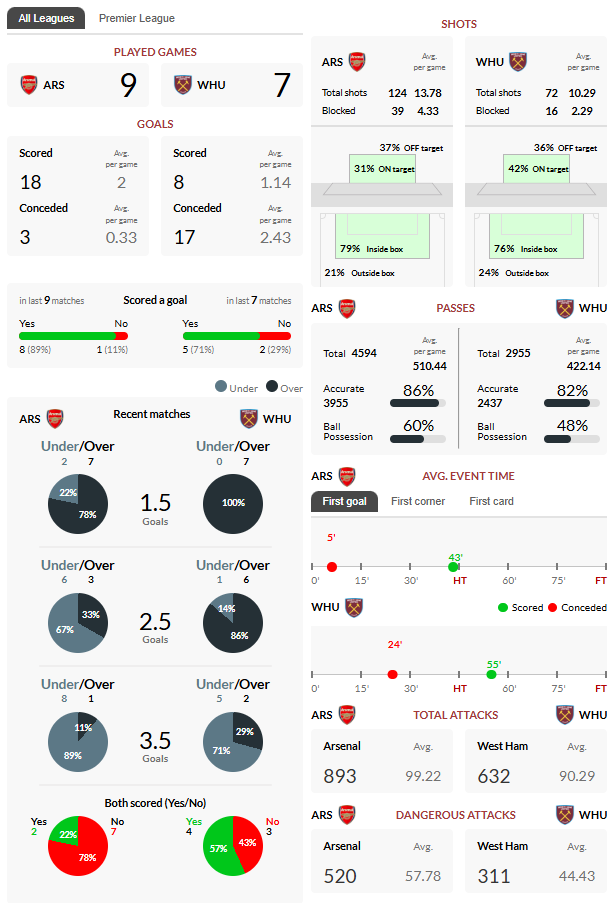 All Leagues Premier League
PLAYED GAMES
ARS 9 WHU 7
GOALS
Scored Avg. per game
18 2
Conceded Avg. per game
3 0.33
Scored Avg. per game
8 1.14
Conceded Avg. per game
17 2.43
in last 9 matches Scored a goal in last 7 matches
Yes No Yes No
8 (89%) 1 (11%) 5 (71%) 2 (29%)
Under Over
ARS Recent matches WHU
Under/Over Under/Over
2 7 0 7
22% 78% 1.5 Goals 100%
Under/Over Under/Over
6 3 1 6
33% 67% 2.5 Goals 14% 86%
Under/Over Under/Over
8 1 5 2
11% 89% 3.5 Goals 29% 71%
Both scored (Yes/No)
Yes No Yes No
2 7 4 3
22% 78% 57% 43%
SHOTS
ARS Avg. per game
Total shots 124 13.78
Blocked 39 4.33
37% OFF target
31% ON target
79% Inside box
21% Outside box
WHU Avg. per game
Total shots 72 10.29
Blocked 16 2.29
36% OFF target
42% ON target
76% Inside box
24% Outside box
ARS PASSES WHU
Total 4594 Avg. per game
510.44
Accurate 86%
3955
Ball Possession 60%
Total 2955 Avg. per game
422.14
Accurate 82%
2437
Ball Possession 48%
ARS AVG. EVENT TIME
First goal First corner First card
5'
43'
0' 15' 30' HT 60' 75' FT
WHU Scored Conceded
24'
55'
0' 15' 30' HT 60' 75' FT
ARS TOTAL ATTACKS WHU
Arsenal Avg. West Ham Avg.
893 99.22 632 90.29
ARS DANGEROUS ATTACKS WHU
Arsenal Avg. West Ham Avg.
520 57.78 311 44.43